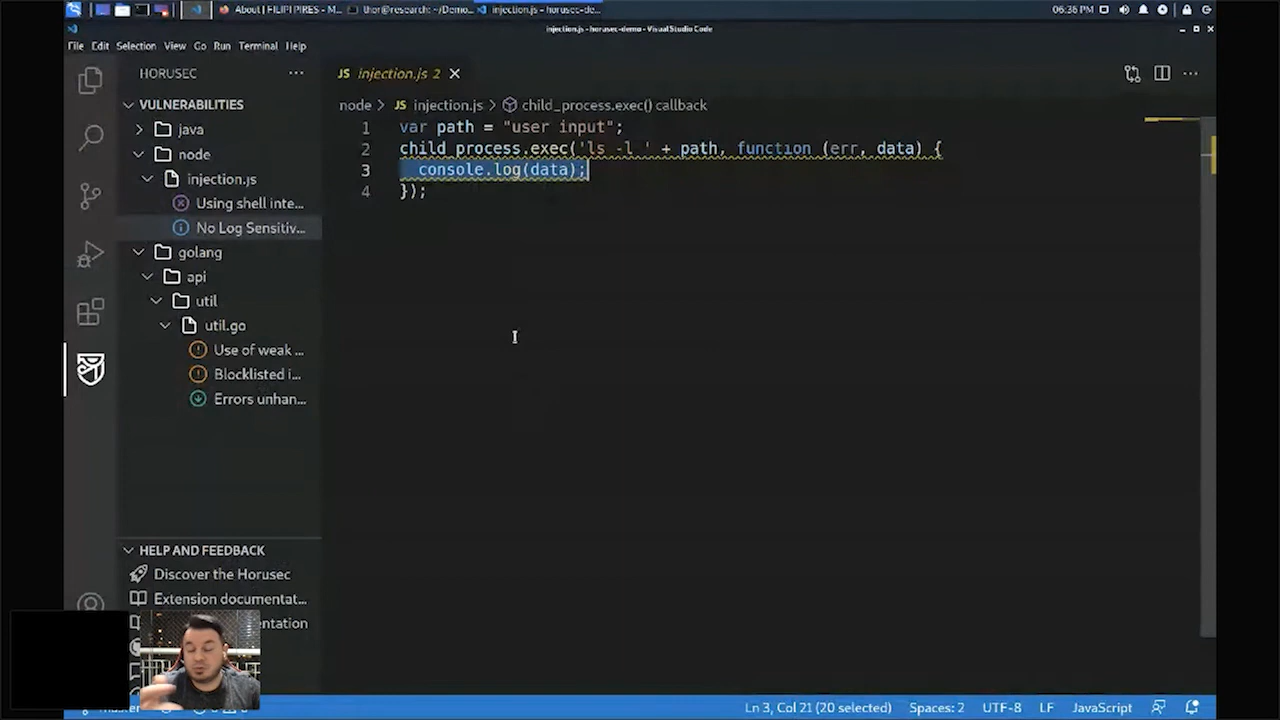 About | FILIPI PIRES - M...
thor@research: ~/Demo...
injection.js - horusec-de...
06:36 PM
injection.js - horusec-demo - Visual Studio Code
File Edit Selection View Go Run Terminal Help
HORUSEC
JS injection.js 2
VULNERABILITIES
node > JS injection.js > child_process.exec() callback
java
node
injection.js
Using shell inte...
No Log Sensitiv...
golang
api
util
util.go
Use of weak ...
Blocklisted i...
Errors unhan...
1 var path = "user input";
2 child_process.exec('ls -l ' + path, function (err, data) {
3 console.log(data);
4 });
HELP AND FEEDBACK
Discover the Horusec
Extension documentat...
entation
Ln 3, Col 21 (20 selected) Spaces: 2 UTF-8 LF JavaScript